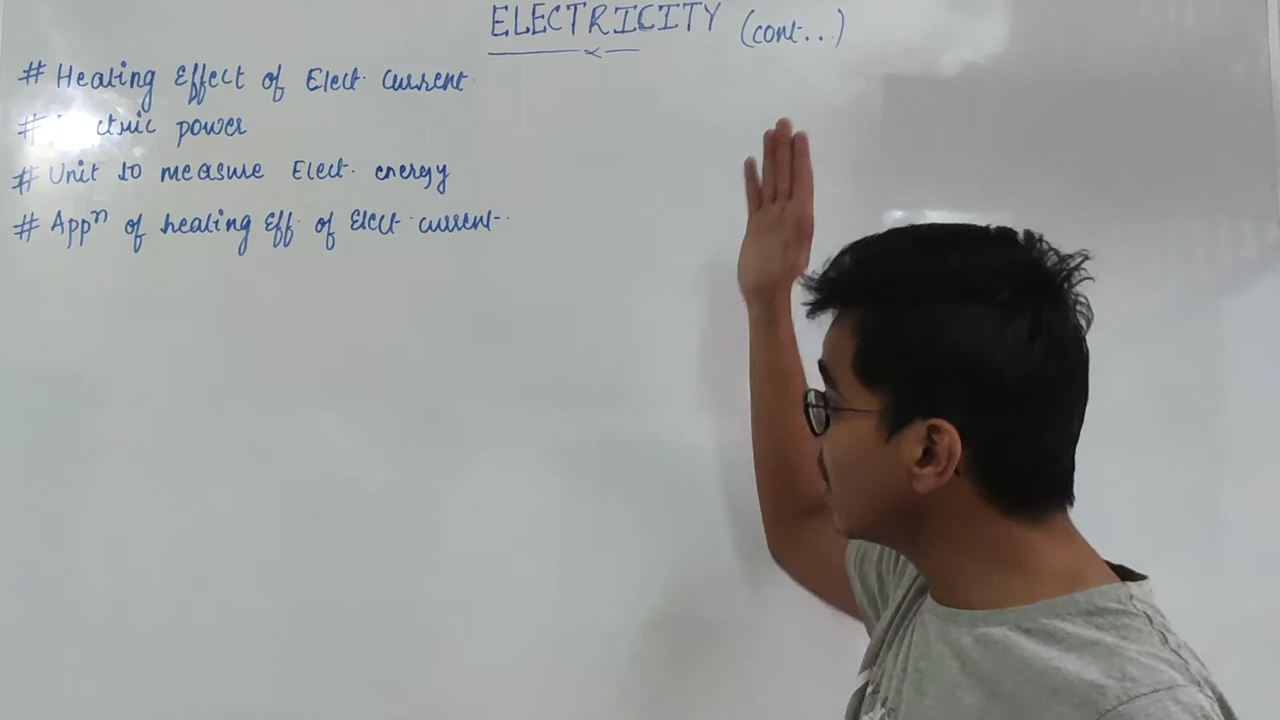 ELECTRICITY (cont...)
# Heating Effect of Elect. current
# ctric power
# Unit to measure Elect. energy
# Appⁿ of heating Eff. of Elect. current.